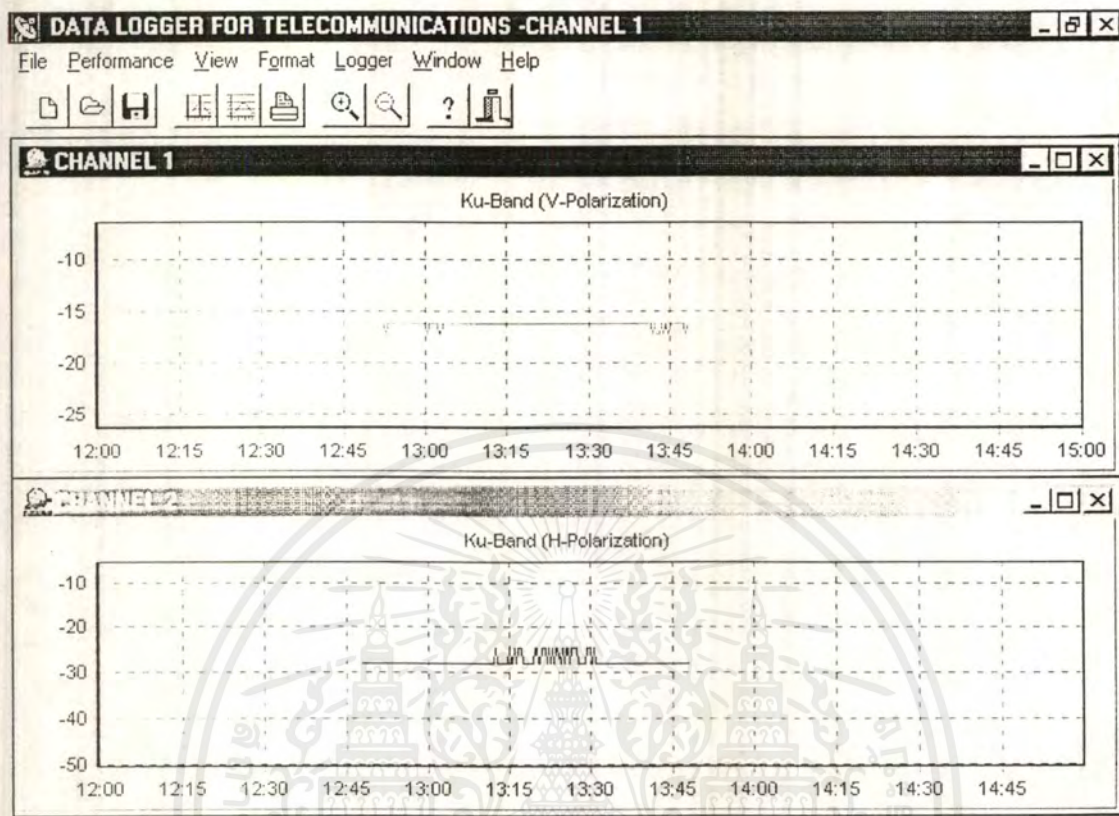 DATA LOGGER FOR TELECOMMUNICATIONS -CHANNEL 1
File Performance View Format Logger Window Help
CHANNEL 1
Ku-Band (V-Polarization)
-10
-15
-20
-25
12:00 12:15 12:30 12:45 13:00 13:15 13:30 13:45 14:00 14:15 14:30 14:45 15:00
CHANNEL 2
Ku-Band (H-Polarization)
-10
-20
-30
-40
-50
12:00 12:15 12:30 12:45 13:00 13:15 13:30 13:45 14:00 14:15 14:30 14:45